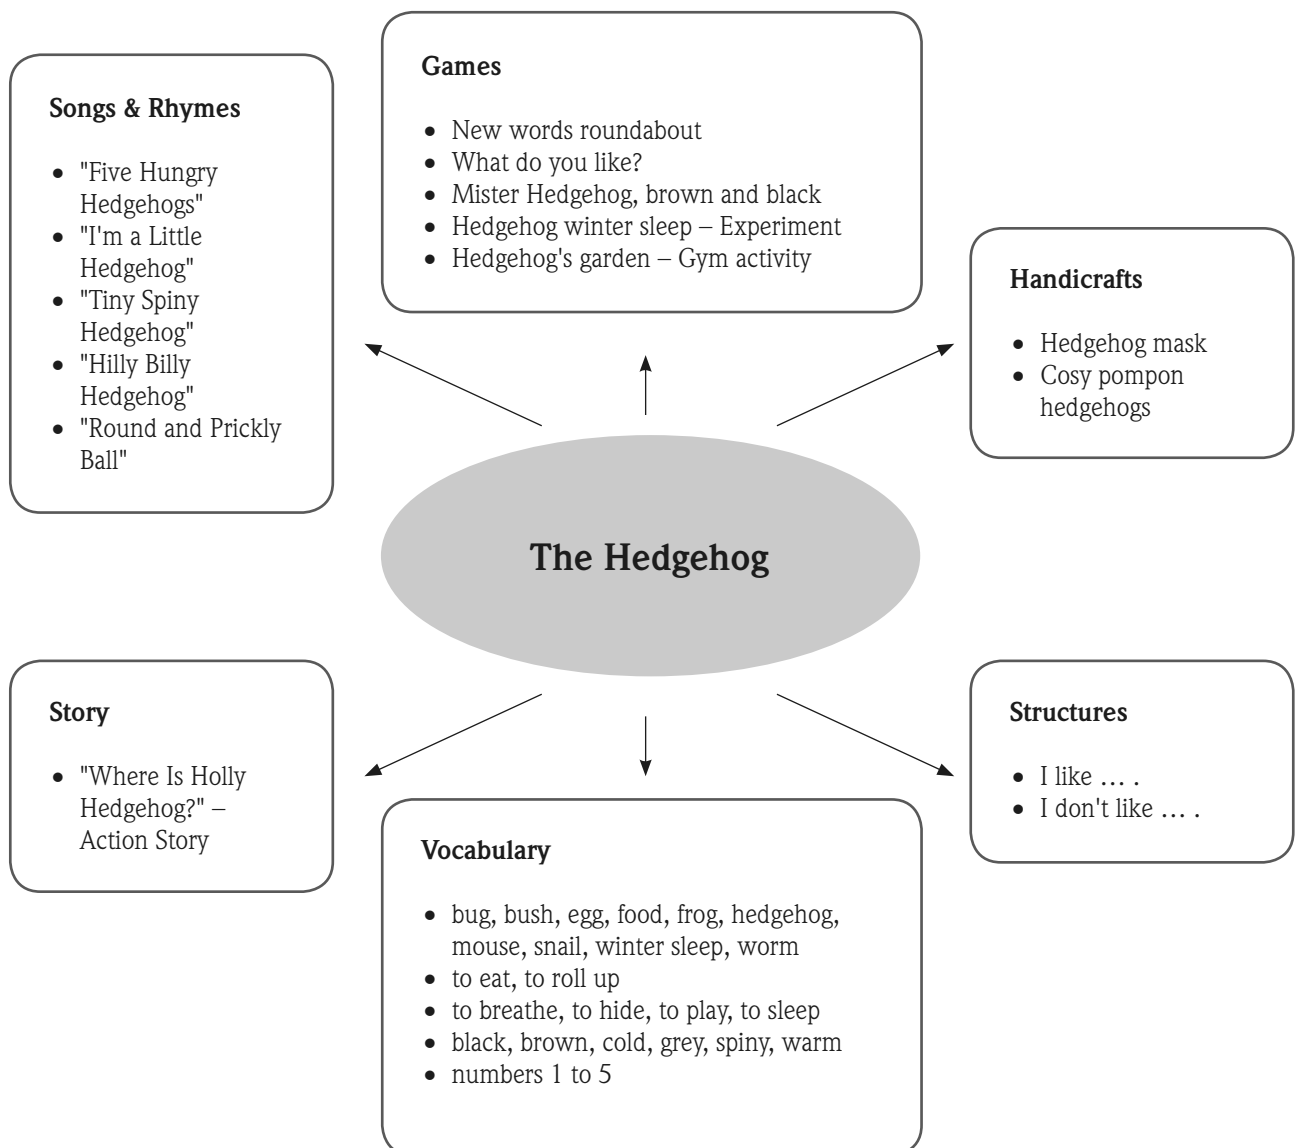 Songs & Rhymes
• "Five Hungry
Hedgehogs"
• "I'm a Little
Hedgehog"
• "Tiny Spiny
Hedgehog"
• "Hilly Billy
Hedgehog"
• "Round and Prickly
Ball"
Games
• New words roundabout
• What do you like?
• Mister Hedgehog, brown and black
• Hedgehog winter sleep – Experiment
• Hedgehog's garden – Gym activity
Handicrafts
• Hedgehog mask
• Cosy pompon
hedgehogs
The Hedgehog
Story
• "Where Is Holly
Hedgehog?" –
Action Story
Vocabulary
• bug, bush, egg, food, frog, hedgehog,
mouse, snail, winter sleep, worm
• to eat, to roll up
• to breathe, to hide, to play, to sleep
• black, brown, cold, grey, spiny, warm
• numbers 1 to 5
Structures
• I like … .
• I don't like … .